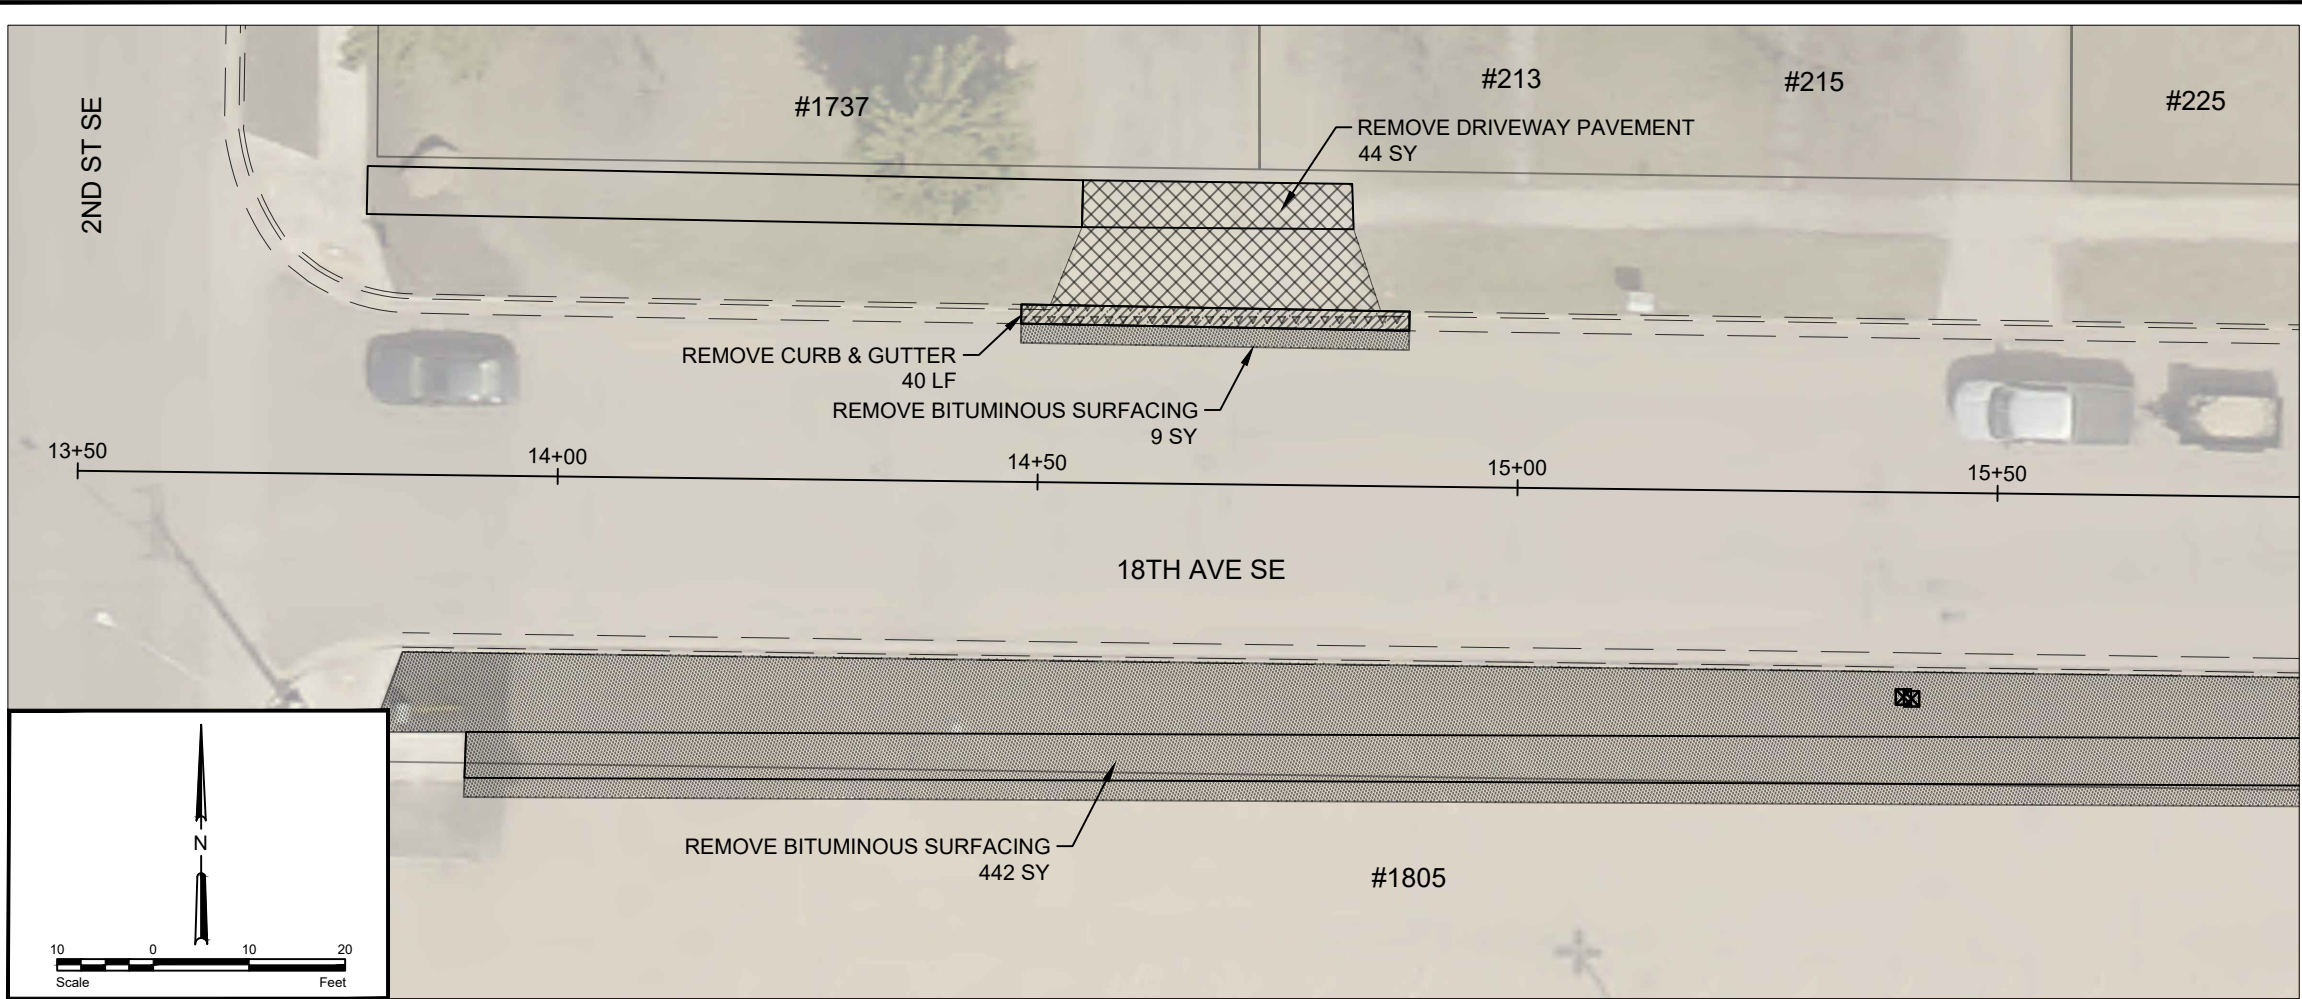 2ND ST SE
#1737
#213
#215
#225
REMOVE DRIVEWAY PAVEMENT
44 SY
REMOVE CURB & GUTTER
40 LF
REMOVE BITUMINOUS SURFACING
9 SY
13+50
14+00
14+50
15+00
15+50
18TH AVE SE
REMOVE BITUMINOUS SURFACING
442 SY
#1805
N
10 0 10 20
Scale Feet